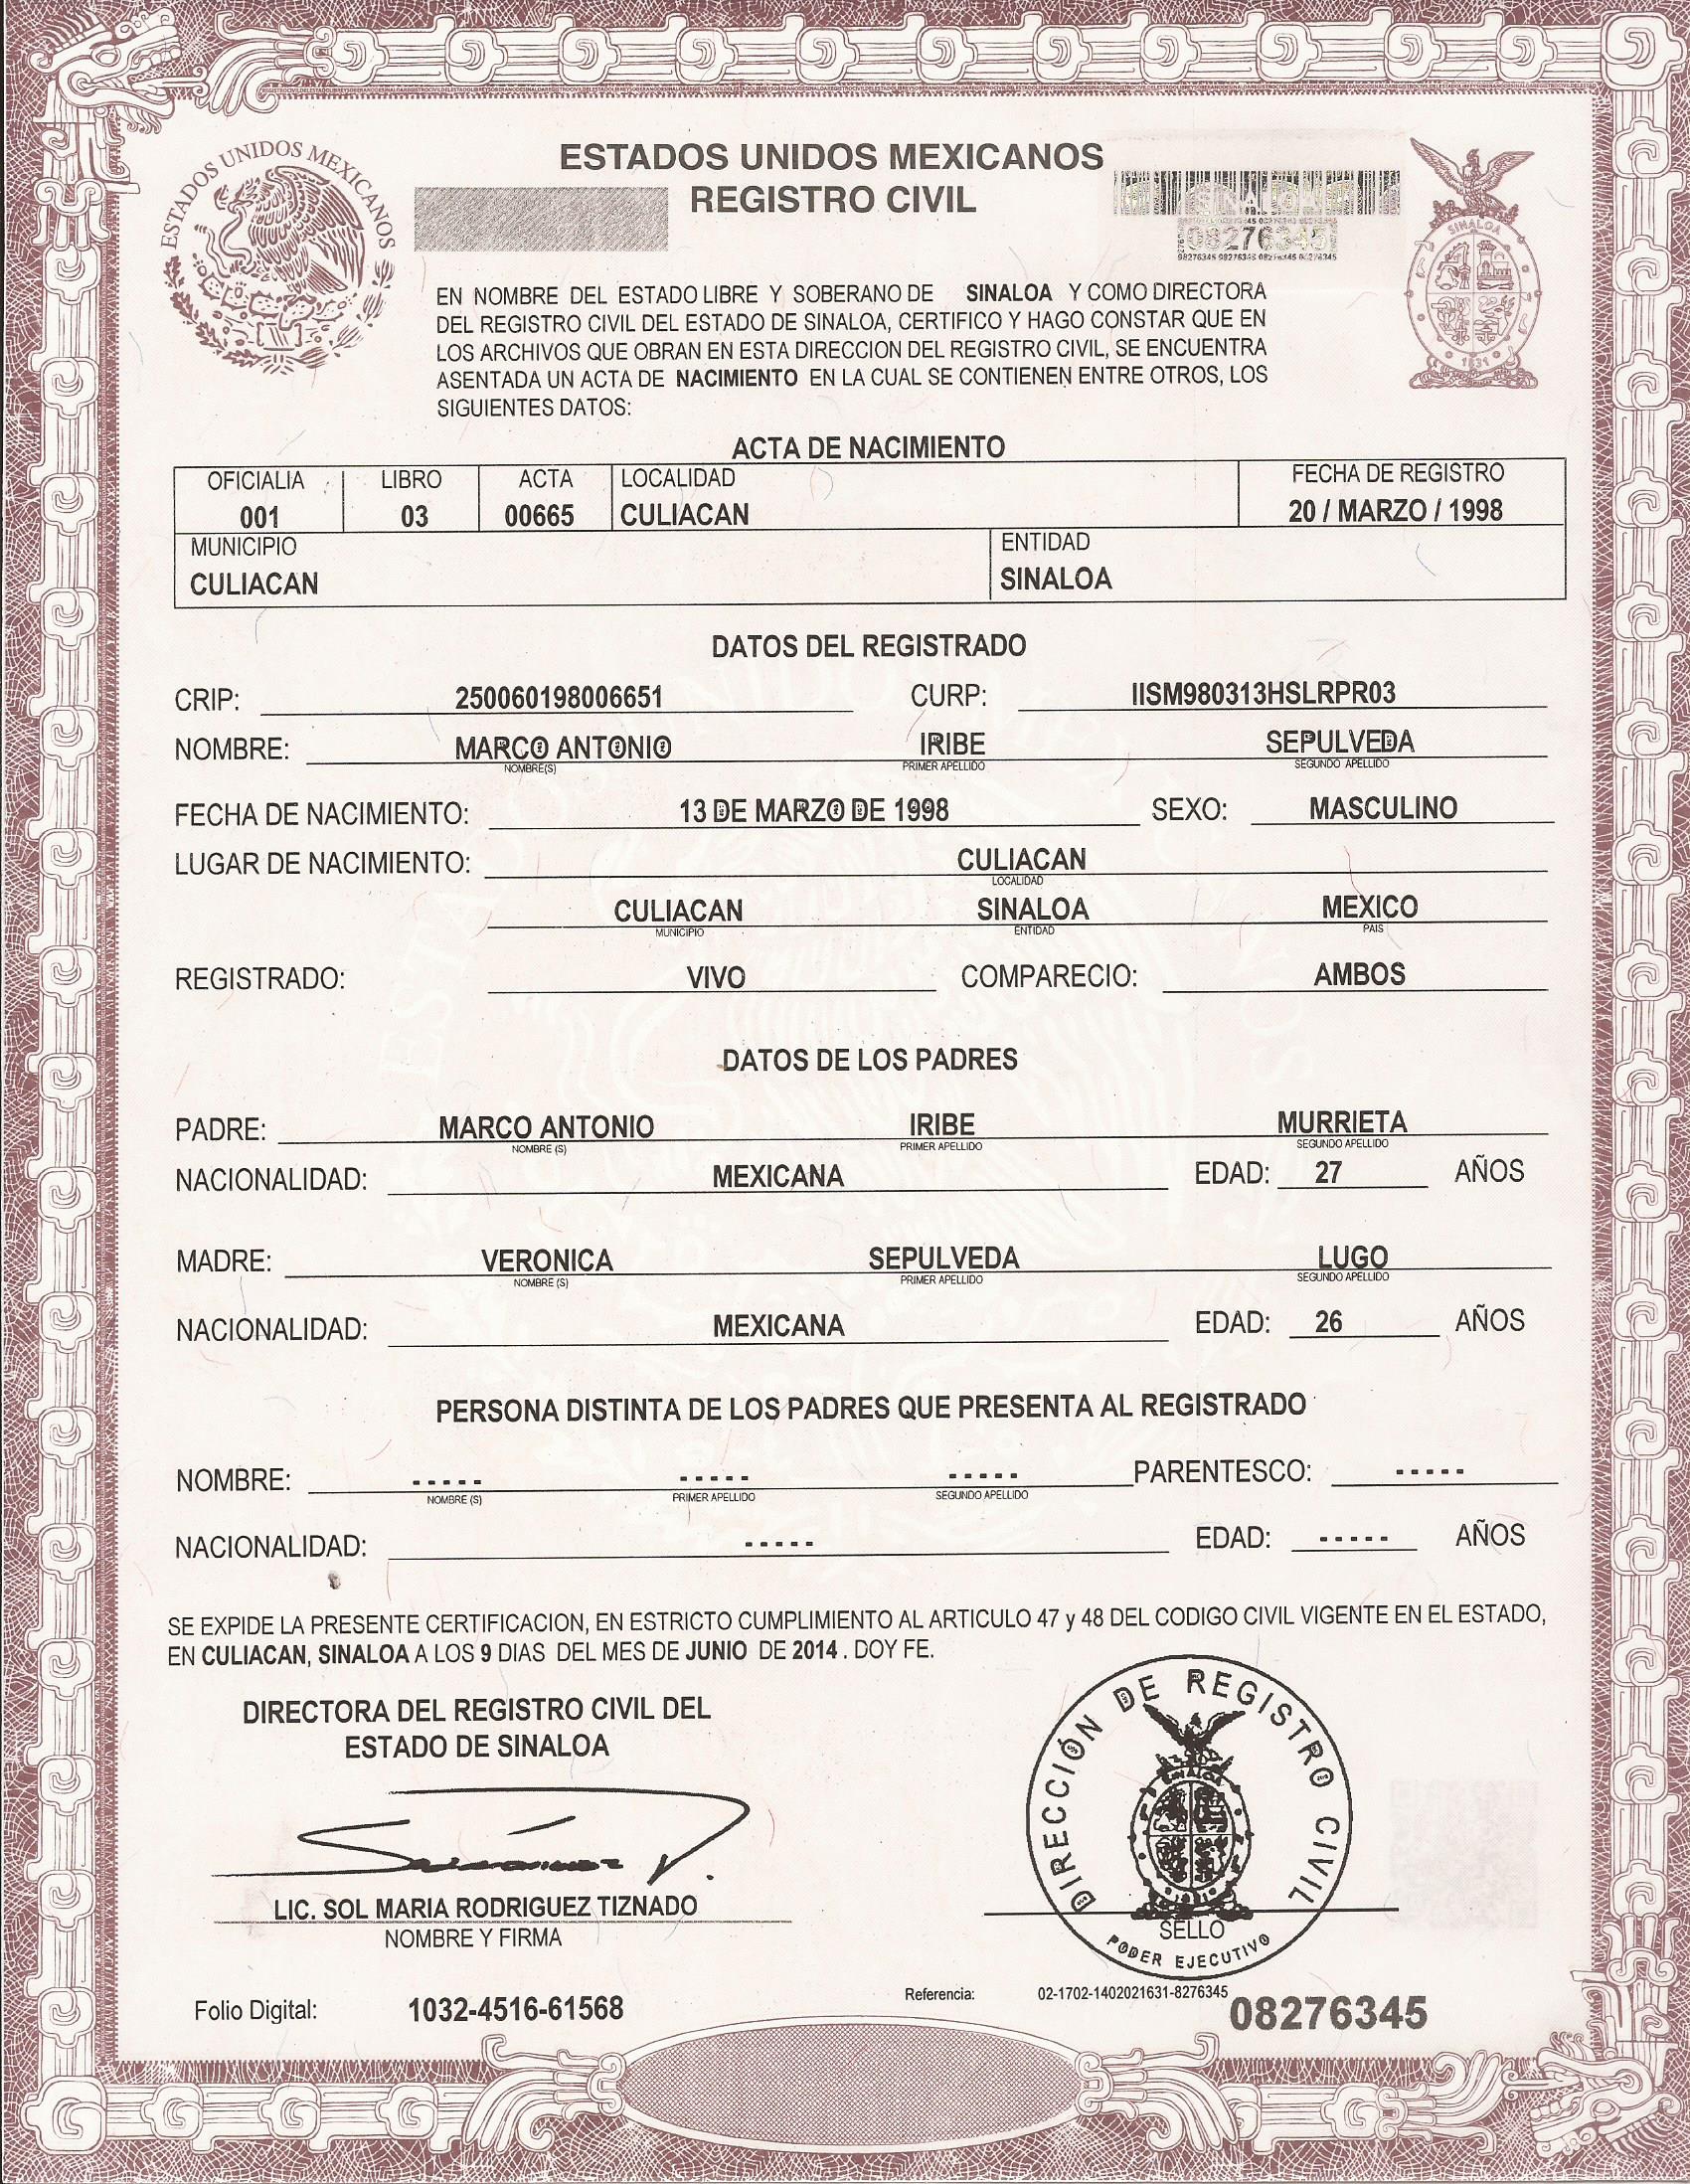 ESTADOS UNIDOS MEXICANOS
ESTADOS UNIDOS MEXICANOS
REGISTRO CIVIL
SINALOA
08276345
SINALOA
1831
EN NOMBRE DEL ESTADO LIBRE Y SOBERANO DE SINALOA Y COMO DIRECTORA
DEL REGISTRO CIVIL DEL ESTADO DE SINALOA, CERTIFICO Y HAGO CONSTAR QUE EN
LOS ARCHIVOS QUE OBRAN EN ESTA DIRECCION DEL REGISTRO CIVIL, SE ENCUENTRA
ASENTADA UN ACTA DE NACIMIENTO EN LA CUAL SE CONTIENEN ENTRE OTROS, LOS
SIGUIENTES DATOS:
ACTA DE NACIMIENTO
OFICIALIA LIBRO ACTA LOCALIDAD FECHA DE REGISTRO
001 03 00665 CULIACAN 20 / MARZO / 1998
MUNICIPIO ENTIDAD
CULIACAN SINALOA
DATOS DEL REGISTRADO
CRIP: 250060198006651 CURP: IISM980313HSLRPR03
NOMBRE: MARCO ANTONIO IRIBE SEPULVEDA
NOMBRE(S) PRIMER APELLIDO SEGUNDO APELLIDO
FECHA DE NACIMIENTO: 13 DE MARZO DE 1998 SEXO: MASCULINO
LUGAR DE NACIMIENTO: CULIACAN
LOCALIDAD
CULIACAN SINALOA MEXICO
MUNICIPIO ENTIDAD PAIS
REGISTRADO: VIVO COMPARECIO: AMBOS
DATOS DE LOS PADRES
PADRE: MARCO ANTONIO IRIBE MURRIETA
NOMBRE (S) PRIMER APELLIDO SEGUNDO APELLIDO
NACIONALIDAD: MEXICANA EDAD: 27 AÑOS
MADRE: VERONICA SEPULVEDA LUGO
NOMBRE (S) PRIMER APELLIDO SEGUNDO APELLIDO
NACIONALIDAD: MEXICANA EDAD: 26 AÑOS
PERSONA DISTINTA DE LOS PADRES QUE PRESENTA AL REGISTRADO
NOMBRE: ----- ----- ----- PARENTESCO: -----
NOMBRE (S) PRIMER APELLIDO SEGUNDO APELLIDO
NACIONALIDAD: ----- EDAD: ----- AÑOS
SE EXPIDE LA PRESENTE CERTIFICACION, EN ESTRICTO CUMPLIMIENTO AL ARTICULO 47 y 48 DEL CODIGO CIVIL VIGENTE EN EL ESTADO,
EN CULIACAN, SINALOA A LOS 9 DIAS DEL MES DE JUNIO DE 2014 . DOY FE.
DIRECTORA DEL REGISTRO CIVIL DEL
ESTADO DE SINALOA
LIC. SOL MARIA RODRIGUEZ TIZNADO
NOMBRE Y FIRMA
DIRECCIÓN DE REGISTRO CIVIL
SINALOA
1831
SELLO
PODER EJECUTIVO
Folio Digital: 1032-4516-61568
Referencia: 02-1702-1402021631-8276345
08276345